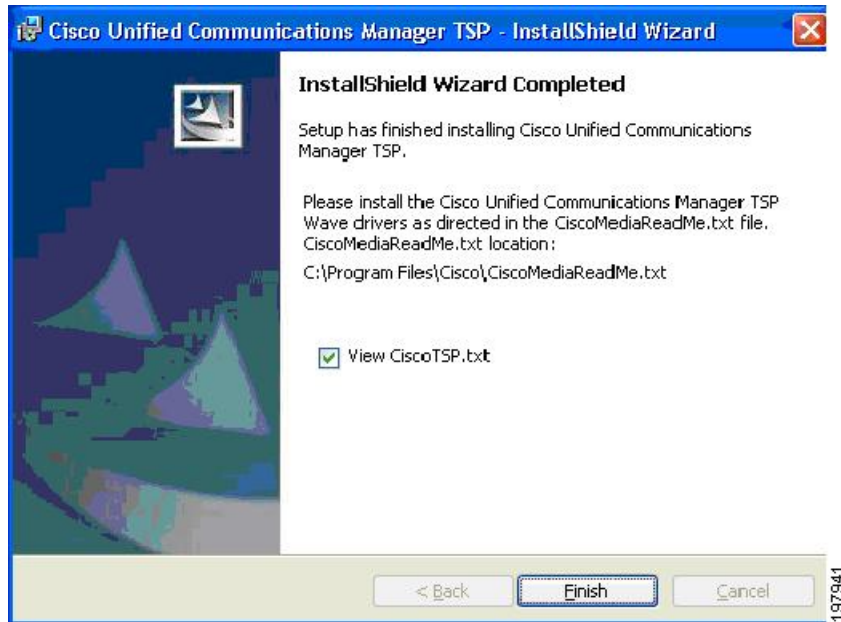 Cisco Unified Communications Manager TSP - InstallShield Wizard
InstallShield Wizard Completed
Setup has finished installing Cisco Unified Communications
Manager TSP.
Please install the Cisco Unified Communications Manager TSP
Wave drivers as directed in the CiscoMediaReadMe.txt file.
CiscoMediaReadMe.txt location:
C:\Program Files\Cisco\CiscoMediaReadMe.txt
View CiscoTSP.txt
< Back
Finish
Cancel
197941